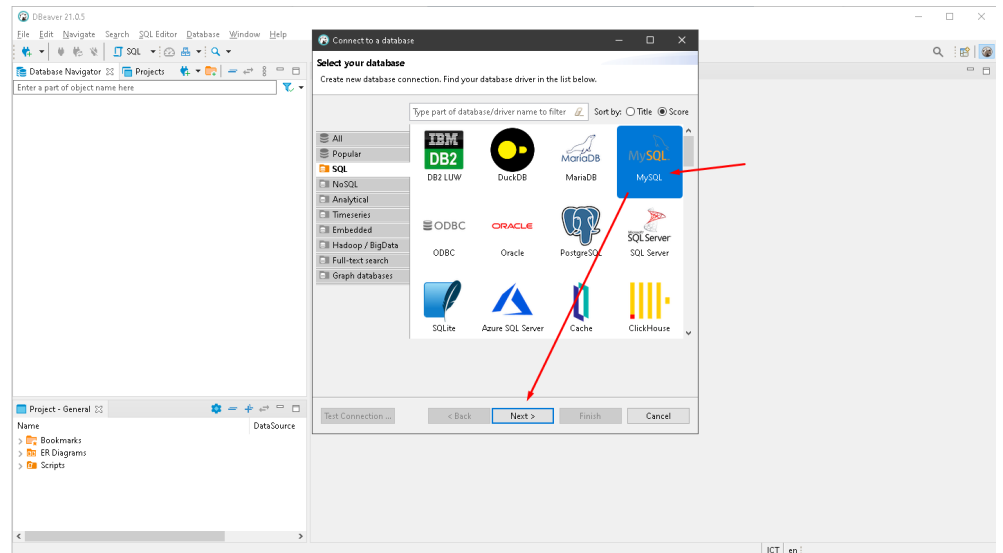 DBeaver 21.0.5
File Edit Navigate Search SQL Editor Database Window Help
SQL
Database Navigator Projects
Enter a part of object name here
Connect to a database
Select your database
Create new database connection. Find your database driver in the list below.
Type part of database/driver name to filter Sort by: Title Score
All
Popular
SQL
NoSQL
Analytical
Timeseries
Embedded
Hadoop / BigData
Full-text search
Graph databases
IBM DB2
MariaDB
MySQL
DB2 LUW DuckDB MariaDB MySQL
ODBC ORACLE SQL Server
ODBC Oracle PostgreSQL SQL Server
SQLite Azure SQL Server Cache ClickHouse
Test Connection ... < Back Next > Finish Cancel
Project - General
Name DataSource
Bookmarks
ER Diagrams
Scripts
ICT en